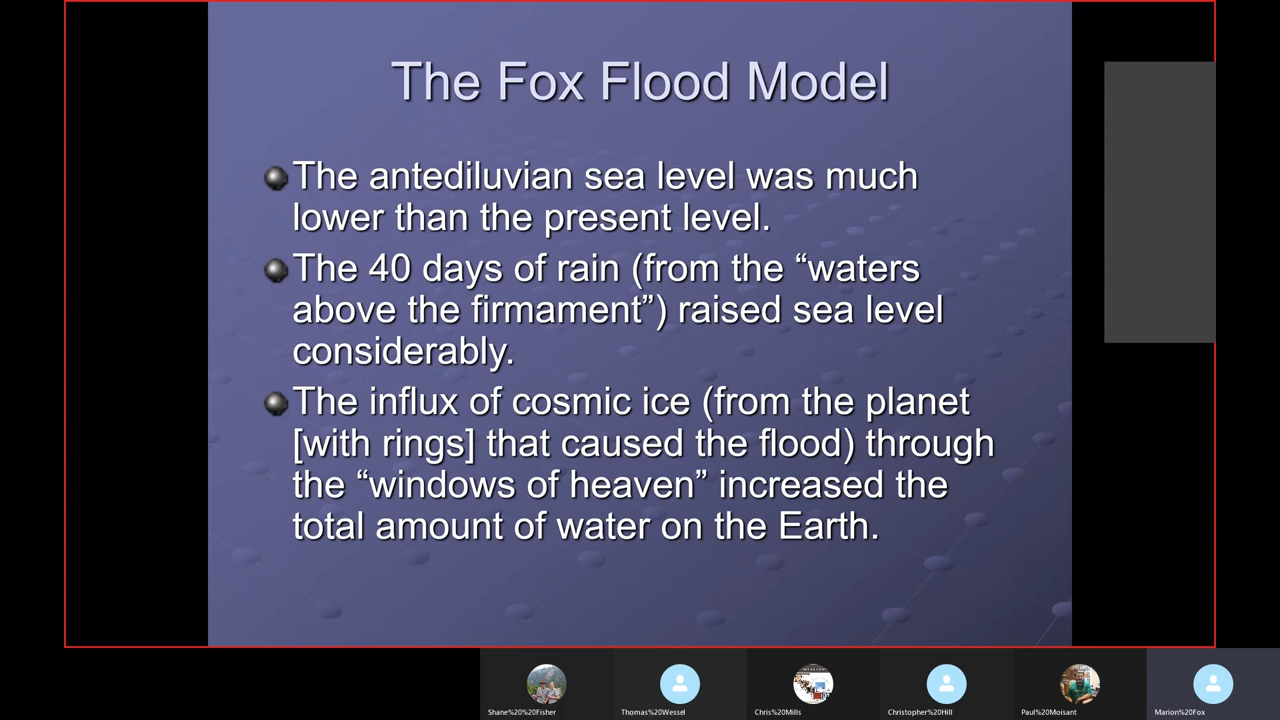 The Fox Flood Model
The antediluvian sea level was much
lower than the present level.
The 40 days of rain (from the “waters
above the firmament”) raised sea level
considerably.
The influx of cosmic ice (from the planet
[with rings] that caused the flood) through
the “windows of heaven” increased the
total amount of water on the Earth.
Shane%20%20Fisher
Thomas%20Wessel
Chris%20Mills
Christopher%20Hill
Paul%20Moisant
Marion%20Fox